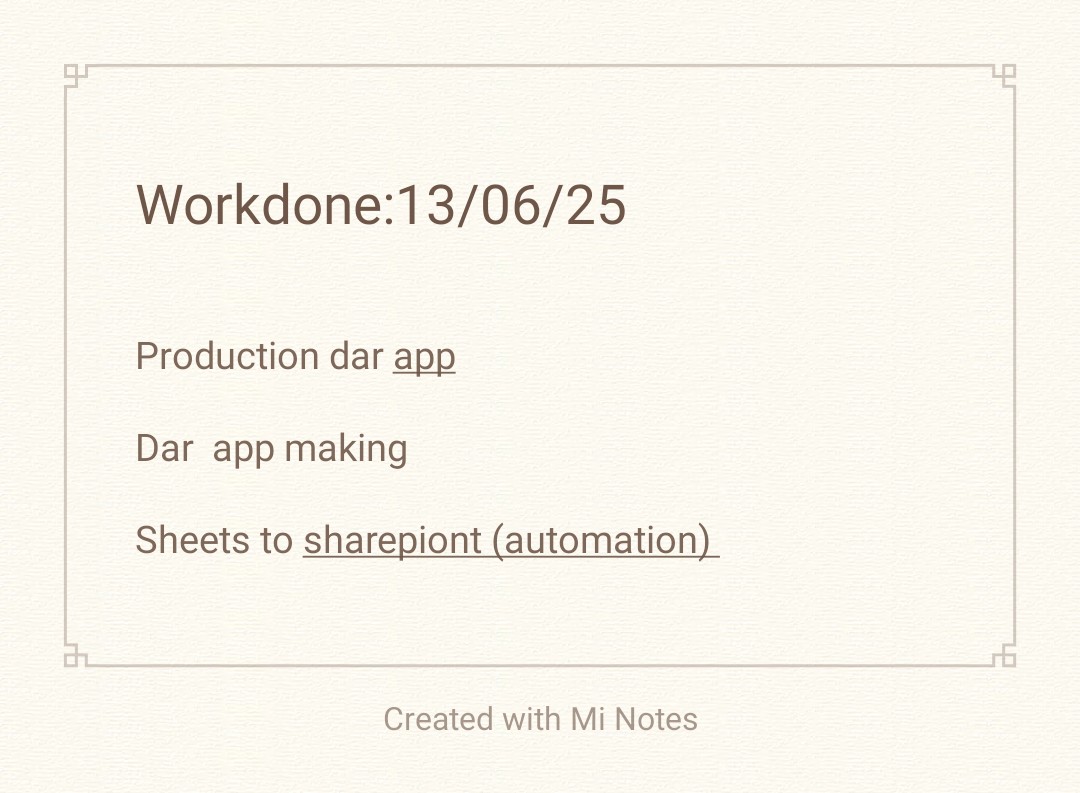 Workdone:13/06/25
Production dar app
Dar  app making
Sheets to sharepiont (automation)
Created with Mi Notes